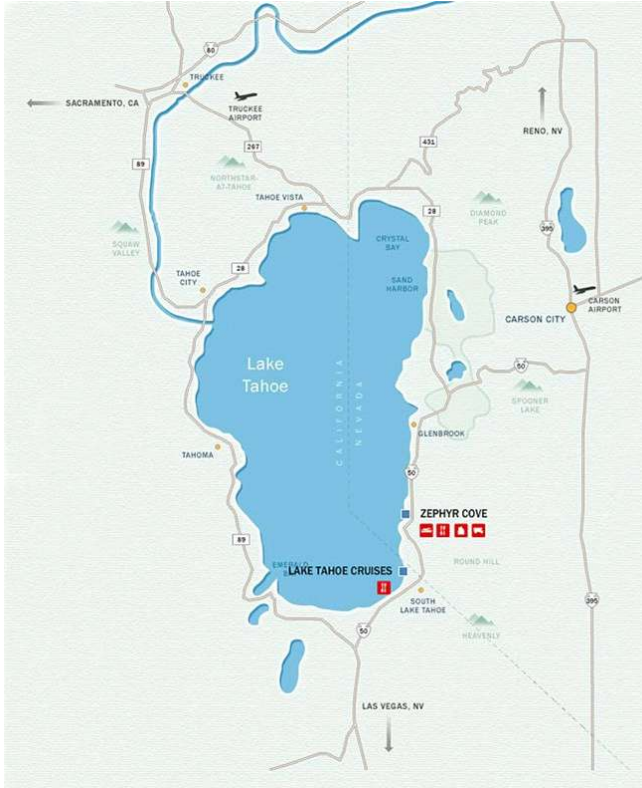 80
TRUCKEE
SACRAMENTO, CA
TRUCKEE
AIRPORT
RENO, NV
431
267
89
NORTHSTAR-
AT-TAHOE
TAHOE VISTA
28
DIAMOND
PEAK
395
SQUAW
VALLEY
CRYSTAL
BAY
28
TAHOE
CITY
SAND
HARBOR
CARSON
AIRPORT
CARSON CITY
Lake
Tahoe
CALIFORNIA
NEVADA
50
SPOONER
LAKE
GLENBROOK
TAHOMA
50
ZEPHYR COVE
89
ROUND HILL
LAKE TAHOE CRUISES
SOUTH
LAKE TAHOE
395
50
HEAVENLY
LAS VEGAS, NV